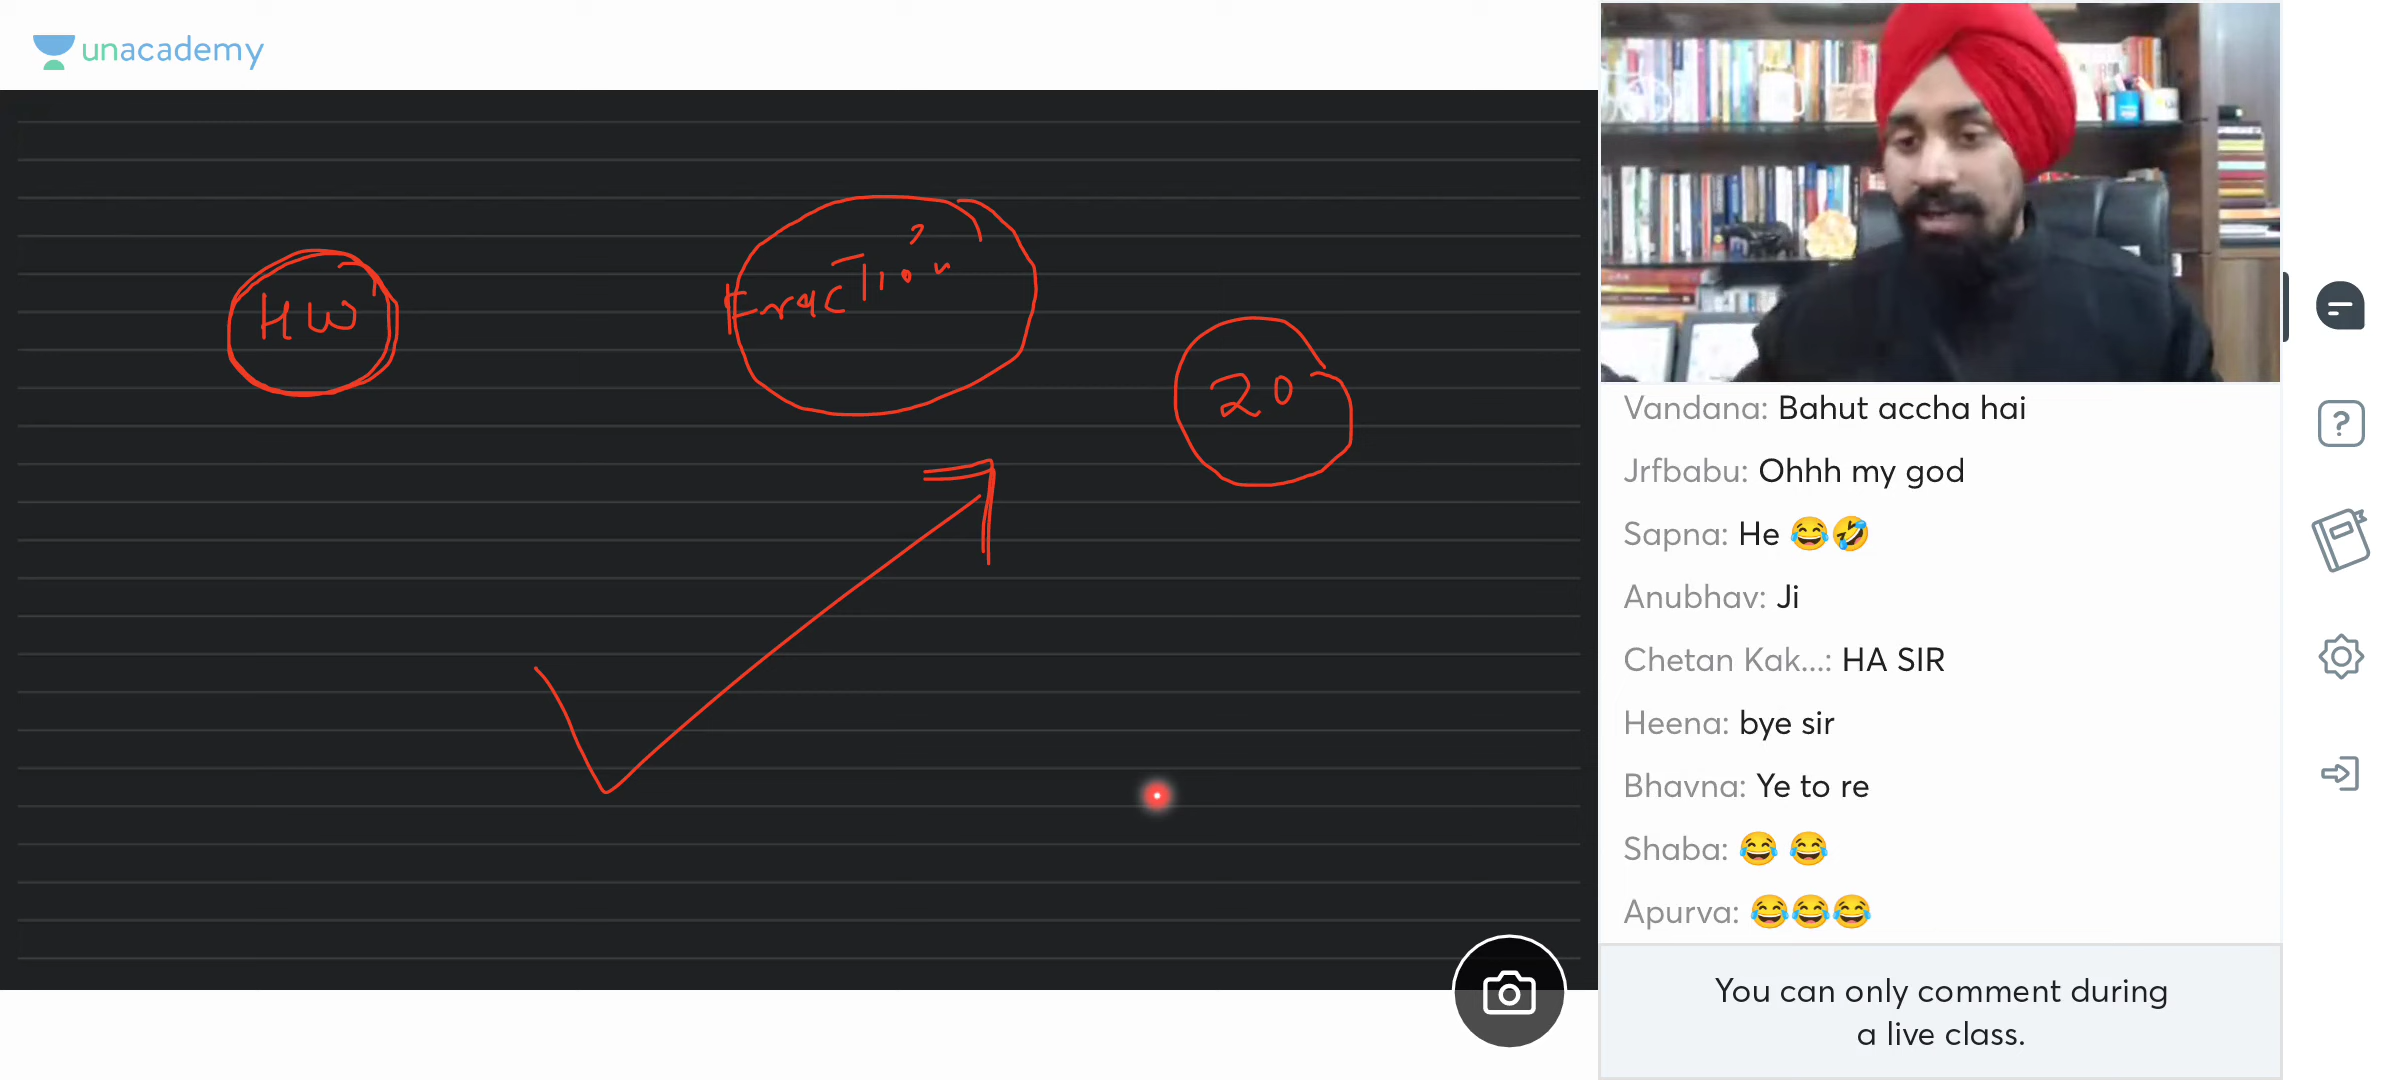 unacademy
HW
Fraction
20
Vandana: Bahut accha hai
Jrfbabu: Ohhh my god
Sapna: He 😂🤣
Anubhav: Ji
Chetan Kak...: HA SIR
Heena: bye sir
Bhavna: Ye to re
Shaba: 😂 😂
Apurva: 😂😂😂
You can only comment during
a live class.